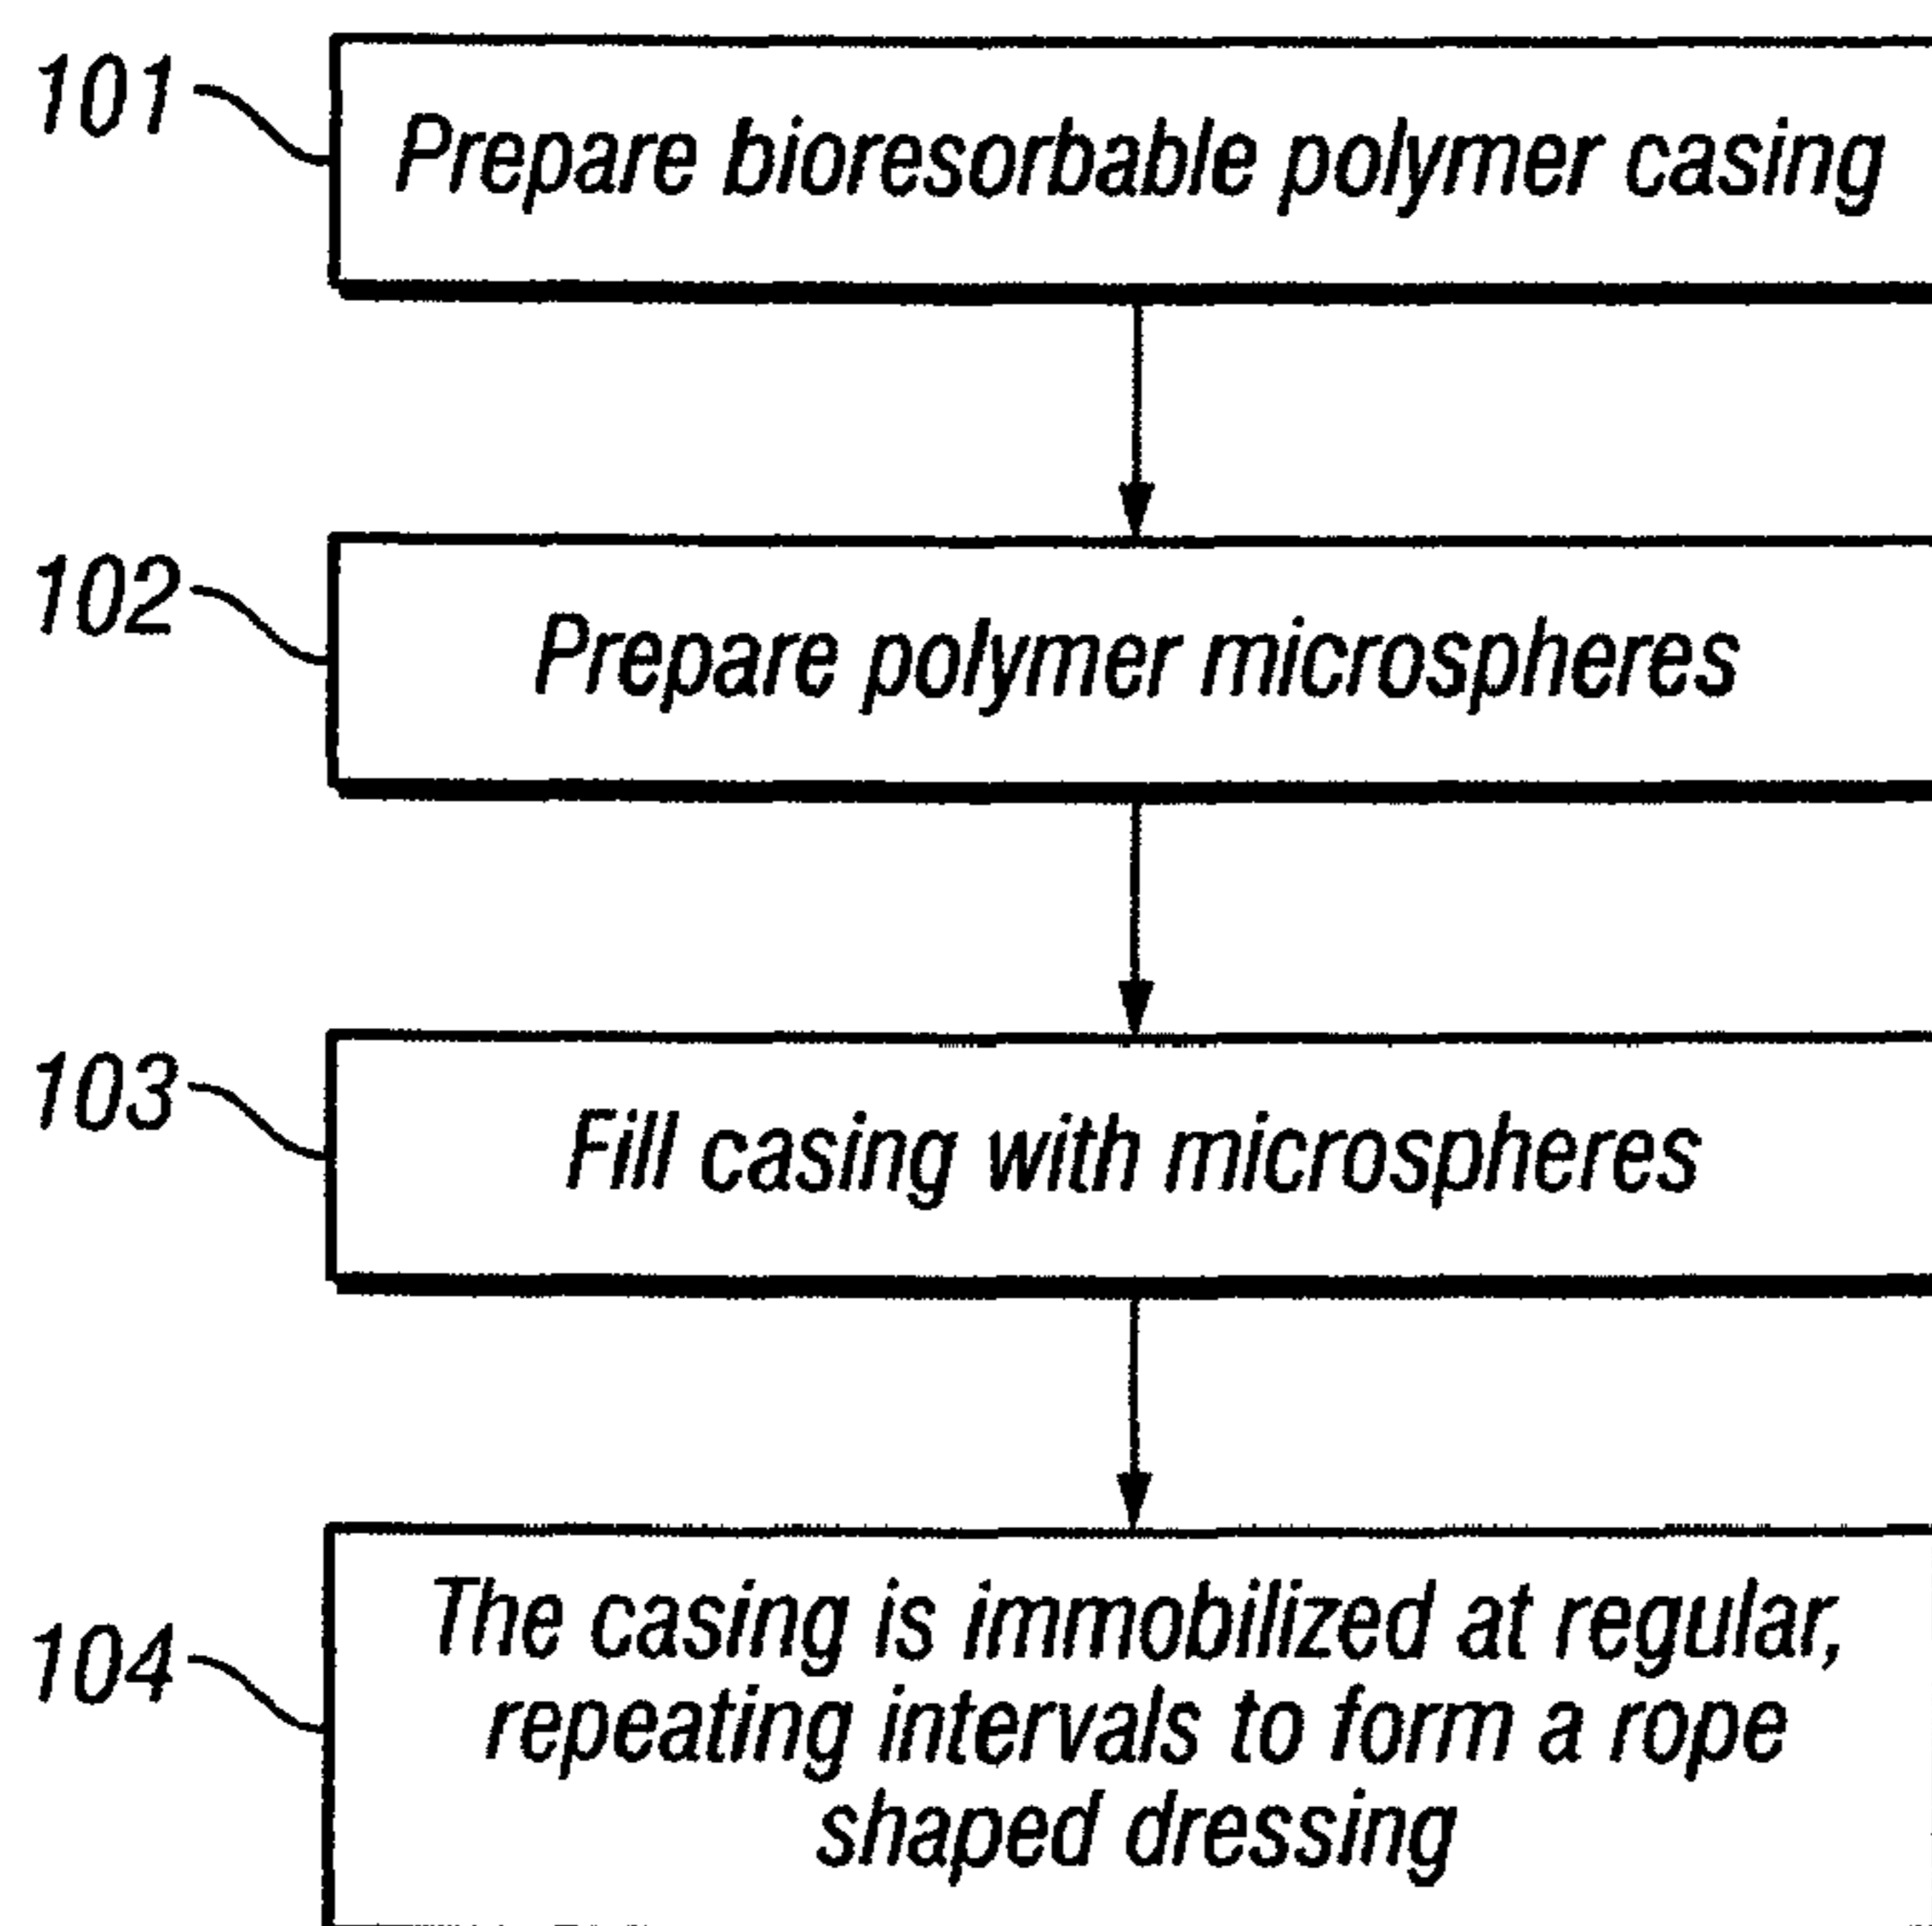 101
Prepare bioresorbable polymer casing
102
Prepare polymer microspheres
103
Fill casing with microspheres
104
The casing is immobilized at regular,
repeating intervals to form a rope
shaped dressing